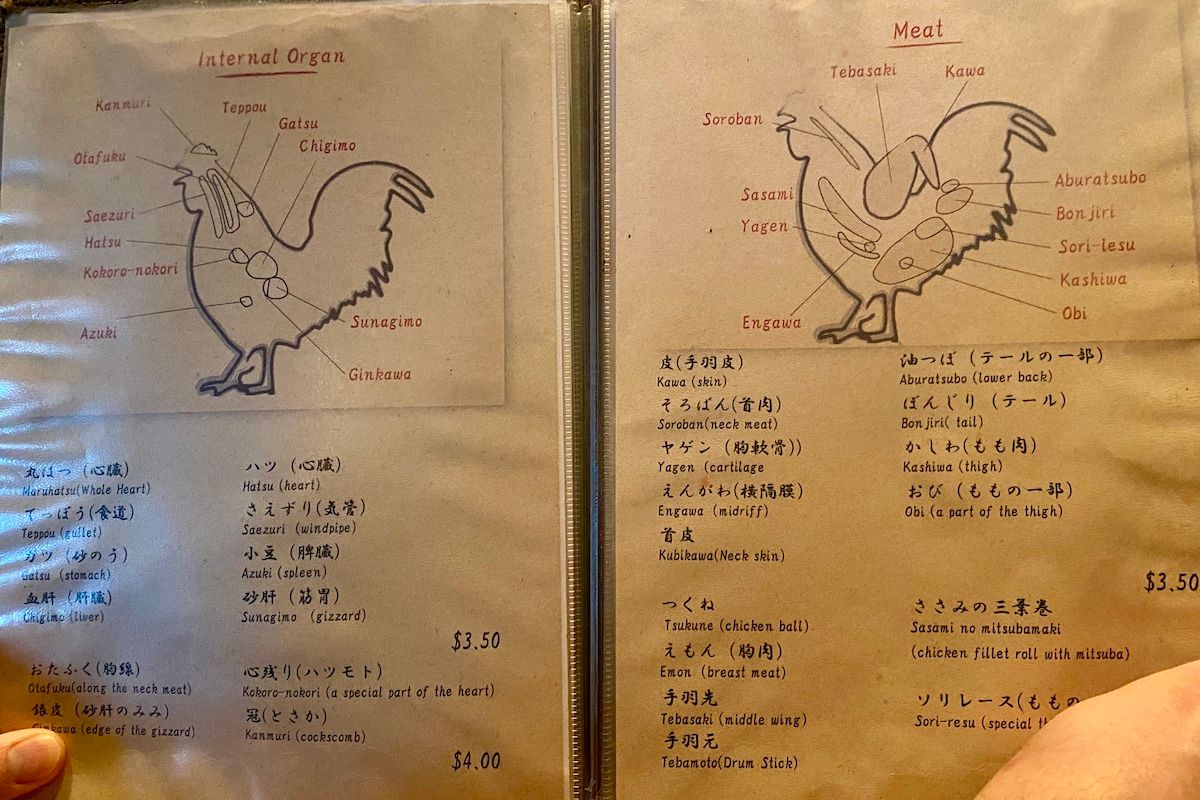 Internal Organ
Kanmuri
Teppou
Gatsu
Chigimo
Otafuku
Saezuri
Hatsu
Kokoro-nokori
Azuki
Sunagimo
Ginkawa
丸はつ (心臓)
Maruhatsu(Whole Heart)
てっぽう(食道)
Teppou (gullet)
ガツ (砂のう)
Gatsu (stomach)
血肝 (肝臓)
Chigimo (liver)
ハツ (心臓)
Hatsu (heart)
さえずり(気管)
Saezuri (windpipe)
小豆 (脾臓)
Azuki (spleen)
砂肝 (筋胃)
Sunagimo (gizzard)
$3.50
おたふく(胸線)
Otafuku(along the neck meat)
銀皮 (砂肝のみみ)
Ginkawa (edge of the gizzard)
心残り(ハツモト)
Kokoro-nokori (a special part of the heart)
冠(とさか)
Kanmuri (cockscomb)
$4.00
Meat
Tebasaki
Kawa
Soroban
Sasami
Yagen
Engawa
Aburatsubo
Bonjiri
Sori-lesu
Kashiwa
Obi
皮(手羽皮)
Kawa (skin)
そろばん(首肉)
Soroban(neck meat)
ヤゲン (胸軟骨))
Yagen (cartilage
えんがわ(横隔膜)
Engawa (midriff)
首皮
Kubikawa(Neck skin)
油つぼ (テールの一部)
Aburatsubo (lower back)
ぼんじり (テール)
Bonjiri( tail)
かしわ(もも肉)
Kashiwa (thigh)
おび (ももの一部)
Obi (a part of the thigh)
$3.50
つくね
Tsukune (chicken ball)
えもん (胸肉)
Emon (breast meat)
手羽先
Tebasaki (middle wing)
手羽元
Tebamoto(Drum Stick)
ささみの三葉巻
Sasami no mitsubamaki
(chicken fillet roll with mitsuba)
ソリレース(ももの
Sori-resu (special